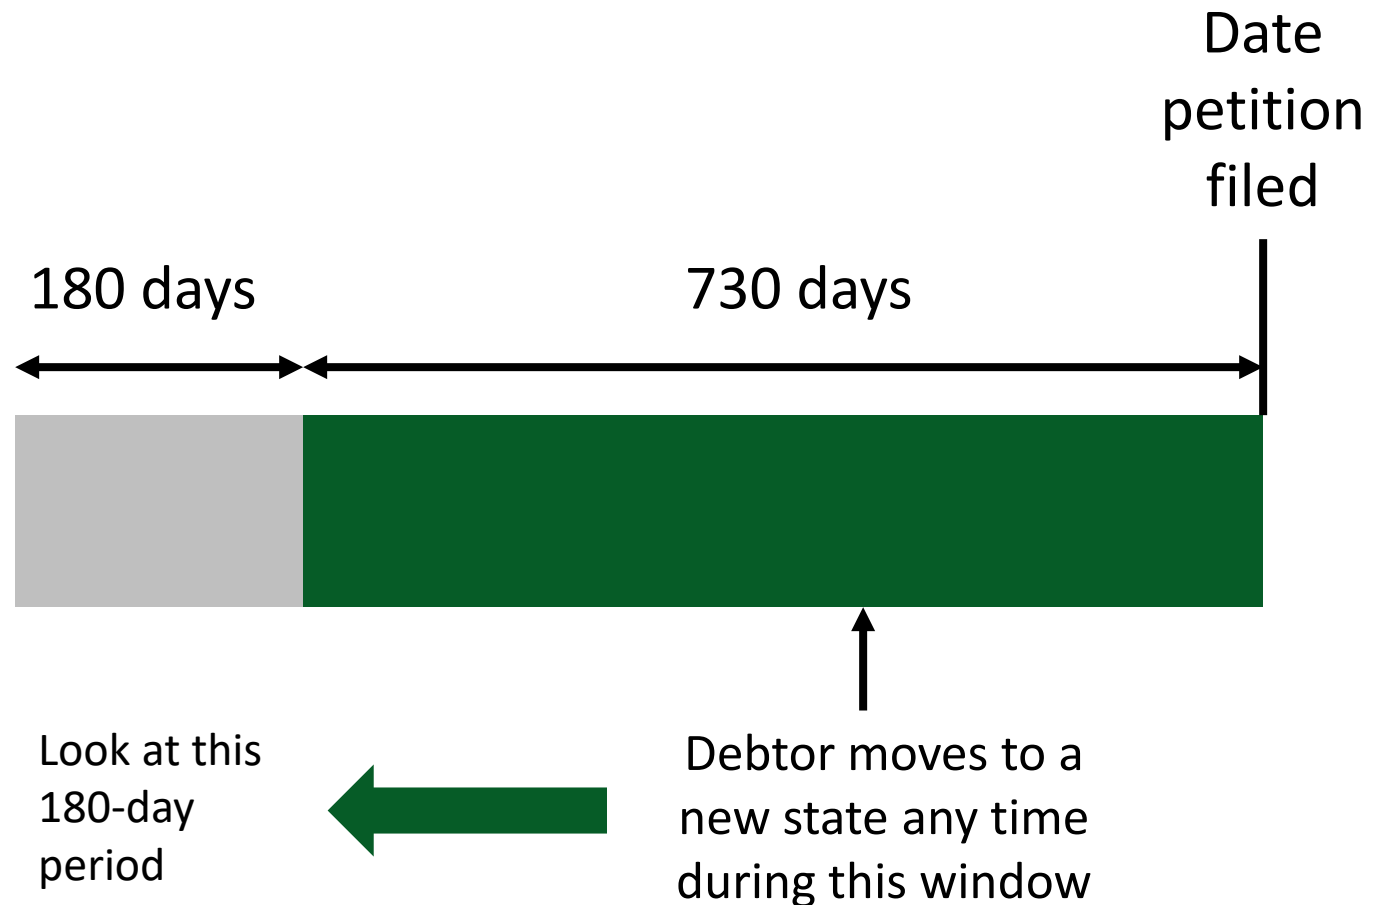 Date
petition
filed
180 days
730 days
Look at this
180-day
period
Debtor moves to a
new state any time
during this window